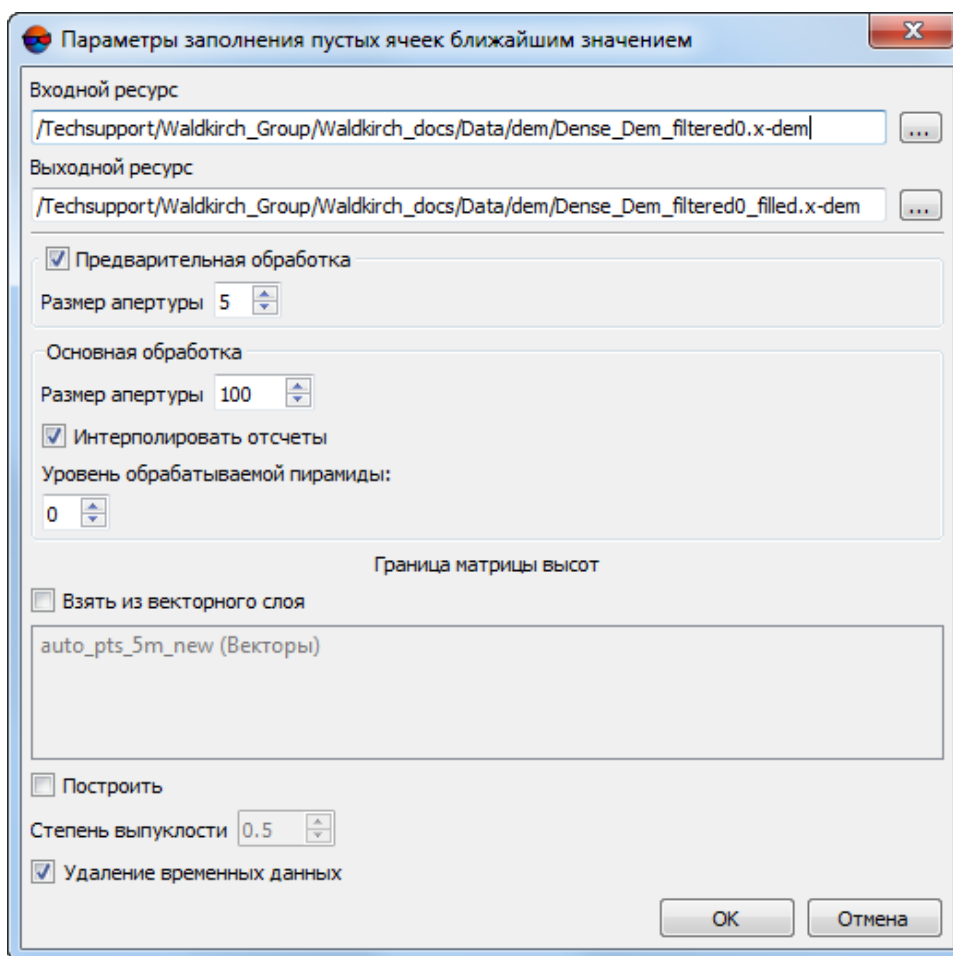 Параметры заполнения пустых ячеек ближайшим значением
Входной ресурс
/Techsupport/Waldkirch_Group/Waldkirch_docs/Data/dem/Dense_Dem_filtered0.x-dem
...
Выходной ресурс
/Techsupport/Waldkirch_Group/Waldkirch_docs/Data/dem/Dense_Dem_filtered0_filled.x-dem
...
Предварительная обработка
Размер апертуры 5
Основная обработка
Размер апертуры 100
Интерполировать отсчеты
Уровень обрабатываемой пирамиды:
0
Граница матрицы высот
Взять из векторного слоя
auto_pts_5m_new (Векторы)
Построить
Степень выпуклости 0.5
Удаление временных данных
OK Отмена